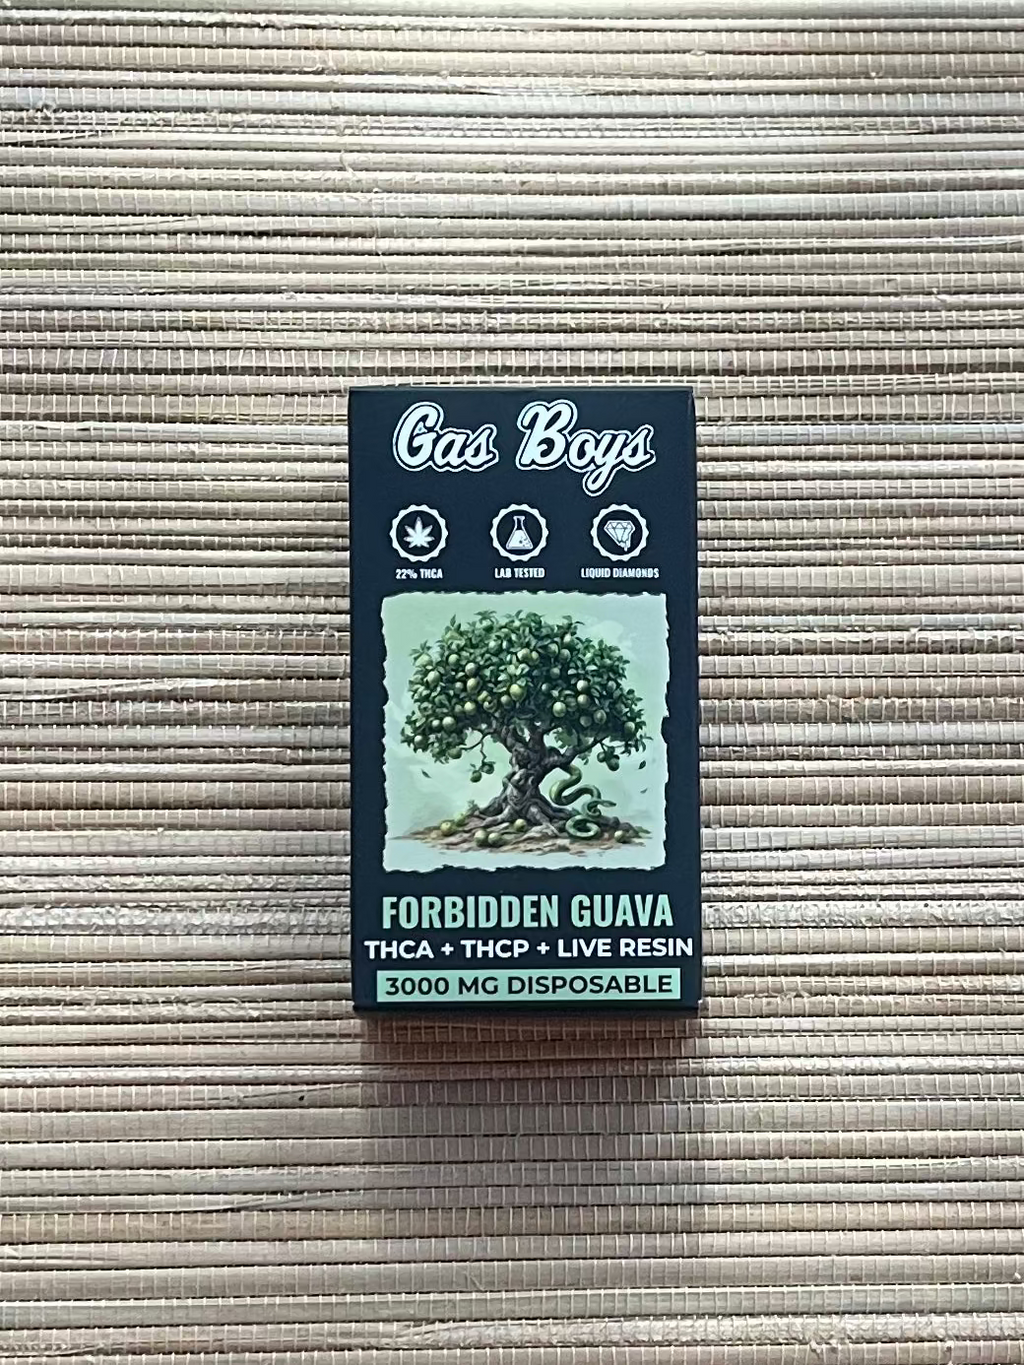 Gas Boys
22% THCA LAB TESTED LIQUID DIAMONDS
FORBIDDEN GUAVA
THCA + THCP + LIVE RESIN
3000 MG DISPOSABLE